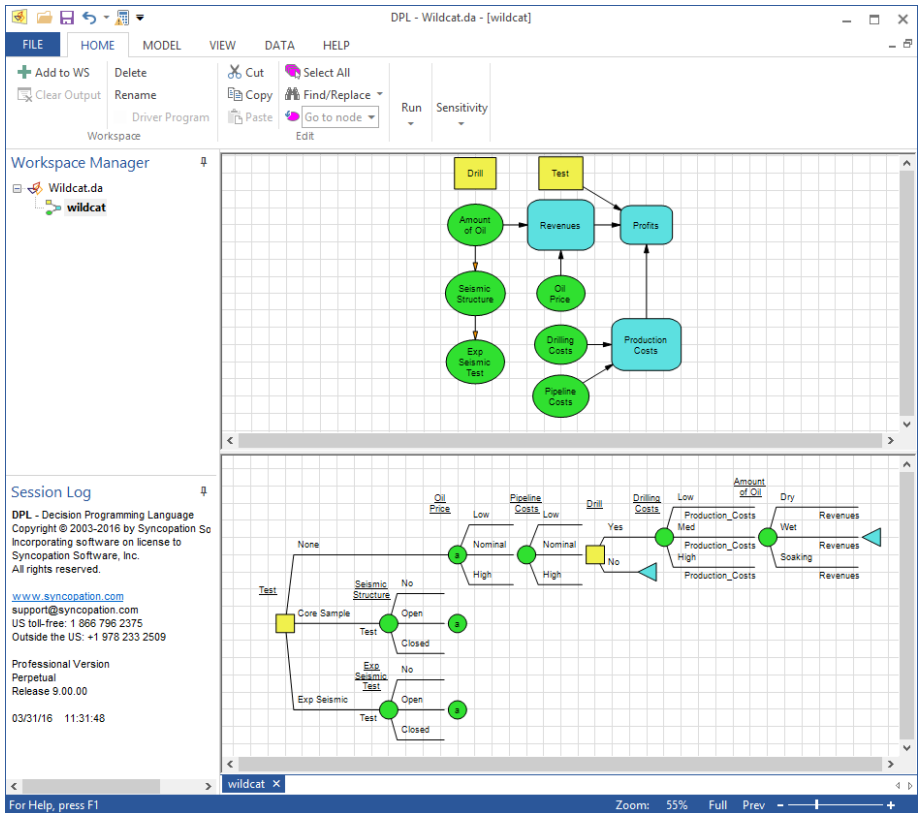 DPL - Wildcat.da - [wildcat]
FILE HOME MODEL VIEW DATA HELP
Add to WS Delete Cut Select All
Clear Output Rename Copy Find/Replace Run Sensitivity
Driver Program Paste Go to node
Workspace Edit
Workspace Manager
Wildcat.da
wildcat
Drill
Test
Amount
of Oil
Revenues
Profits
Seismic
Structure
Oil
Price
Exp
Seismic
Test
Drilling
Costs
Production
Costs
Pipeline
Costs
Session Log
DPL - Decision Programming Language
Copyright © 2003-2016 by Syncopation So
Incorporating software on license to
Syncopation Software, Inc.
All rights reserved.
www.syncopation.com
support@syncopation.com
US toll-free: 1 866 796 2375
Outside the US: +1 978 233 2509
Professional Version
Perpetual
Release 9.00.00
03/31/16 11:31:48
Test
None
Core Sample
Exp Seismic
Oil
Price
Low
Nominal
High
a
Pipeline
Costs
Low
Nominal
High
Drill
Yes
No
Drilling
Costs
Low
Production_Costs
Med
Production_Costs
High
Production_Costs
Amount
of Oil
Dry
Revenues
Wet
Revenues
Soaking
Revenues
Seismic
Structure
Test
No
Open
Closed
a
Exp
Seismic
Test
Test
No
Open
Closed
a
wildcat
For Help, press F1 Zoom: 55% Full Prev